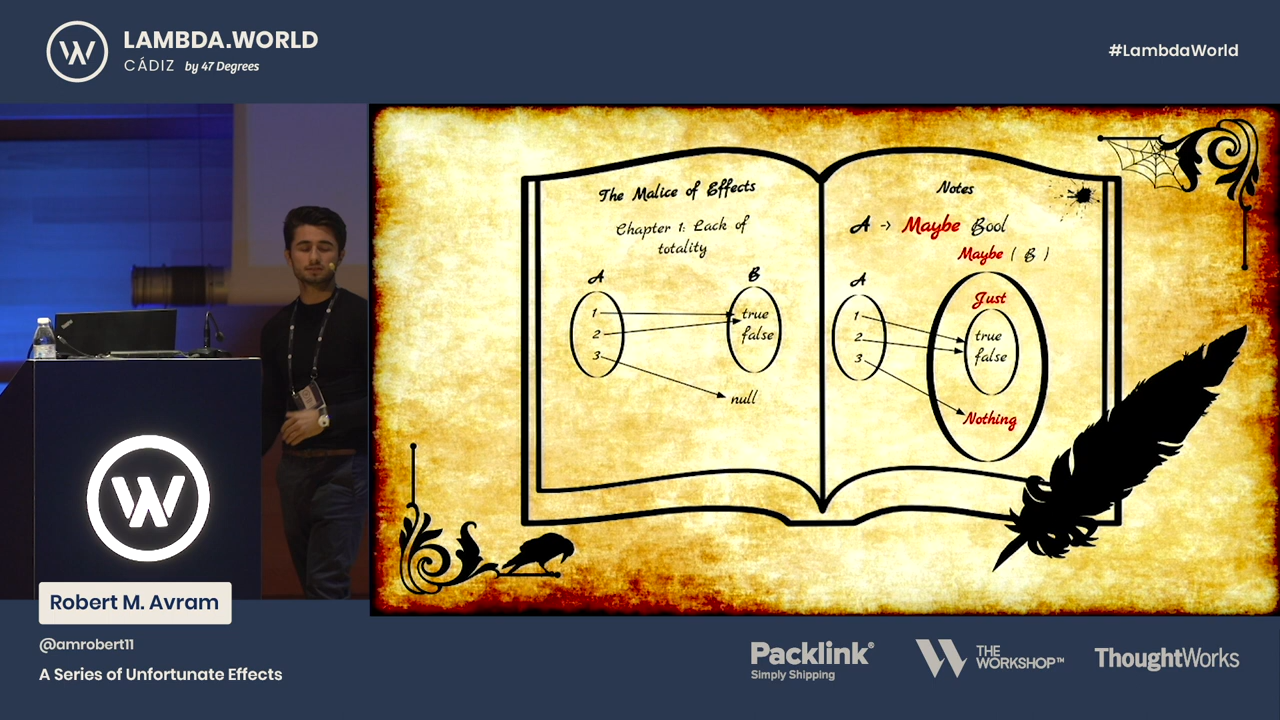 LAMBDA.WORLD
CÁDIZ by 47 Degrees
#LambdaWorld
The Malice of Effects
Chapter 1: Lack of
totality
A B
1 true
2 false
3
null
Notes
A -> Maybe Bool
Maybe ( B )
A
Just
1 true
2 false
3
Nothing
W
Robert M. Avram
@amrobert11
A Series of Unfortunate Effects
Packlink®
Simply Shipping
THE
WORKSHOP™
ThoughtWorks